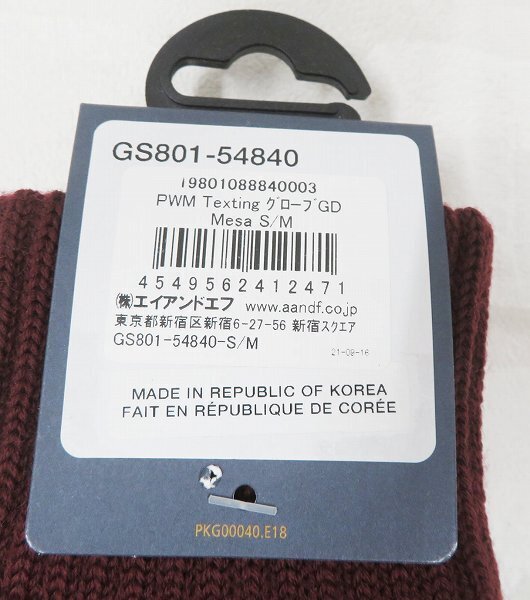 GS801-54840
19801088840003
PWM Texting グローブGD
Mesa S/M
4549562412471
㈱エイアンドエフ www.aandf.co.jp
東京都新宿区新宿6-27-56 新宿スクエア
GS801-54840-S/M
21-09-16
MADE IN REPUBLIC OF KOREA
FAIT EN RÉPUBLIQUE DE CORÉE
PKG00040.E18